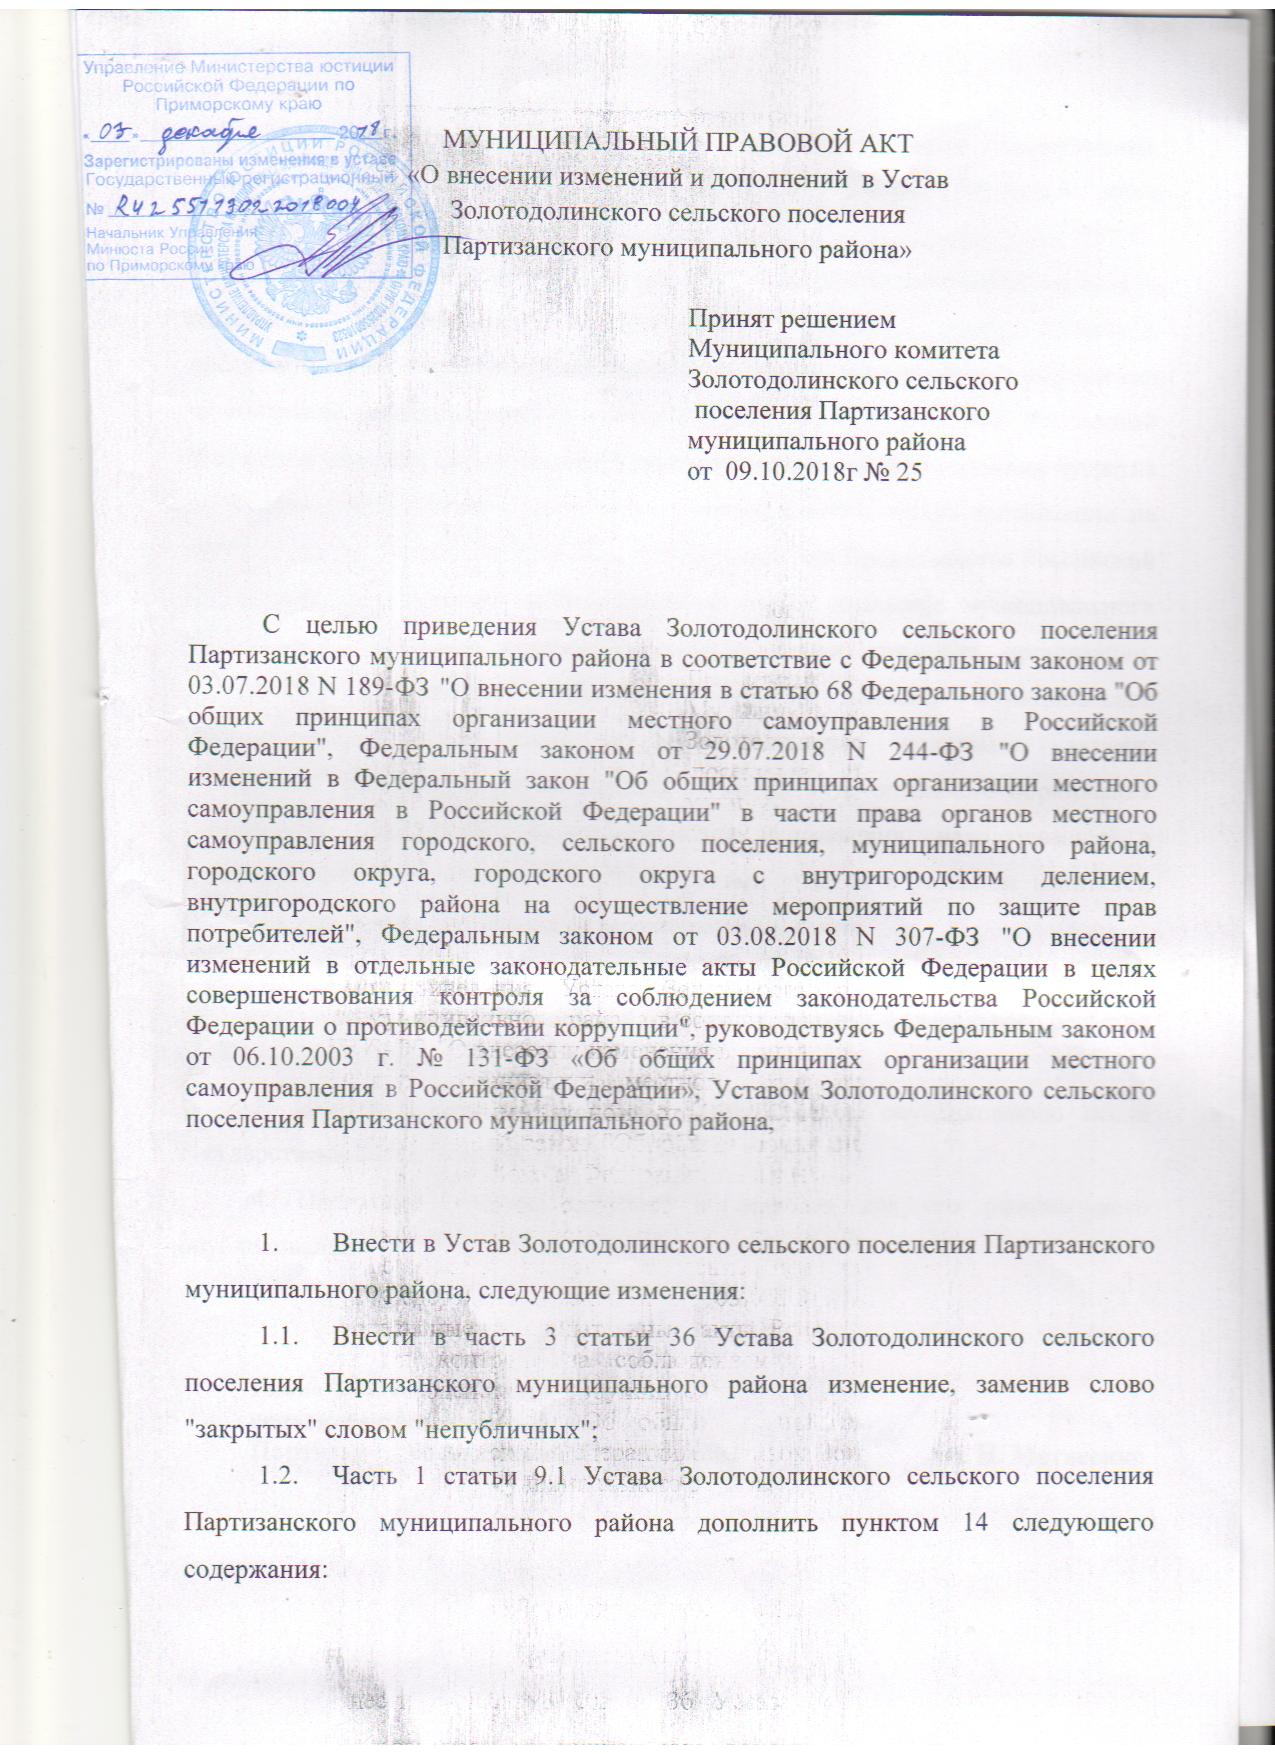 Управление Министерства юстиции
Российской Федерации по
Приморскому краю
«03» декабря 2018 г.
Зарегистрированы изменения в устав
Государственный регистрационный
№ RU 255193022018004
Начальник Управления
Минюста России
по Приморскому краю
МУНИЦИПАЛЬНЫЙ ПРАВОВОЙ АКТ
«О внесении изменений и дополнений в Устав
Золотодолинского сельского поселения
Партизанского муниципального района»
Принят решением
Муниципального комитета
Золотодолинского сельского
поселения Партизанского
муниципального района
от 09.10.2018г № 25
С целью приведения Устава Золотодолинского сельского поселения
Партизанского муниципального района в соответствие с Федеральным законом от
03.07.2018 N 189-ФЗ "О внесении изменения в статью 68 Федерального закона "Об
общих принципах организации местного самоуправления в Российской
Федерации", Федеральным законом от 29.07.2018 N 244-ФЗ "О внесении
изменений в Федеральный закон "Об общих принципах организации местного
самоуправления в Российской Федерации" в части права органов местного
самоуправления городского, сельского поселения, муниципального района,
городского округа, городского округа с внутригородским делением,
внутригородского района на осуществление мероприятий по защите прав
потребителей", Федеральным законом от 03.08.2018 N 307-ФЗ "О внесении
изменений в отдельные законодательные акты Российской Федерации в целях
совершенствования контроля за соблюдением законодательства Российской
Федерации о противодействии коррупции", руководствуясь Федеральным законом
от 06.10.2003 г. № 131-ФЗ «Об общих принципах организации местного
самоуправления в Российской Федерации», Уставом Золотодолинского сельского
поселения Партизанского муниципального района,
1. Внести в Устав Золотодолинского сельского поселения Партизанского
муниципального района, следующие изменения:
1.1. Внести в часть 3 статьи 36 Устава Золотодолинского сельского
поселения Партизанского муниципального района изменение, заменив слово
"закрытых" словом "непубличных";
1.2. Часть 1 статьи 9.1 Устава Золотодолинского сельского поселения
Партизанского муниципального района дополнить пунктом 14 следующего
содержания: